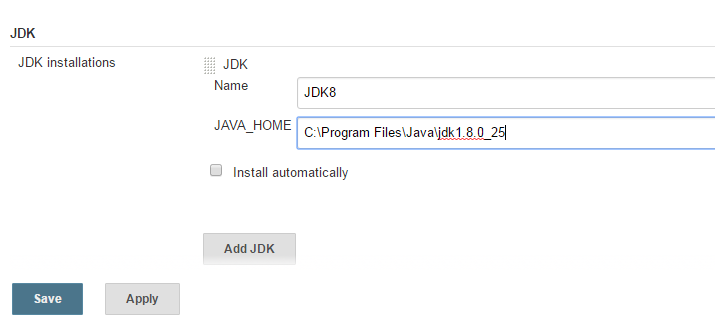 JDK
JDK installations
JDK
Name
JDK8
JAVA_HOME
C:\Program Files\Java\jdk1.8.0_25
Install automatically
Add JDK
Save
Apply